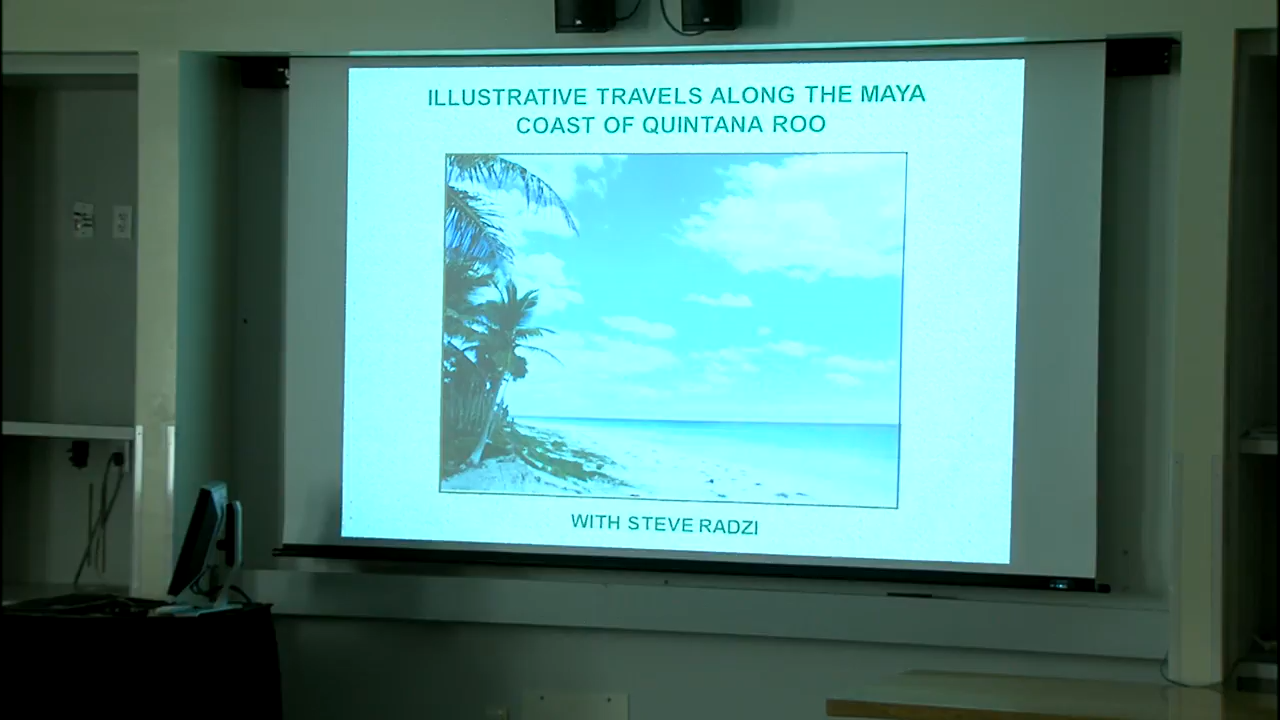 ILLUSTRATIVE TRAVELS ALONG THE MAYA
COAST OF QUINTANA ROO
WITH STEVE RADZI